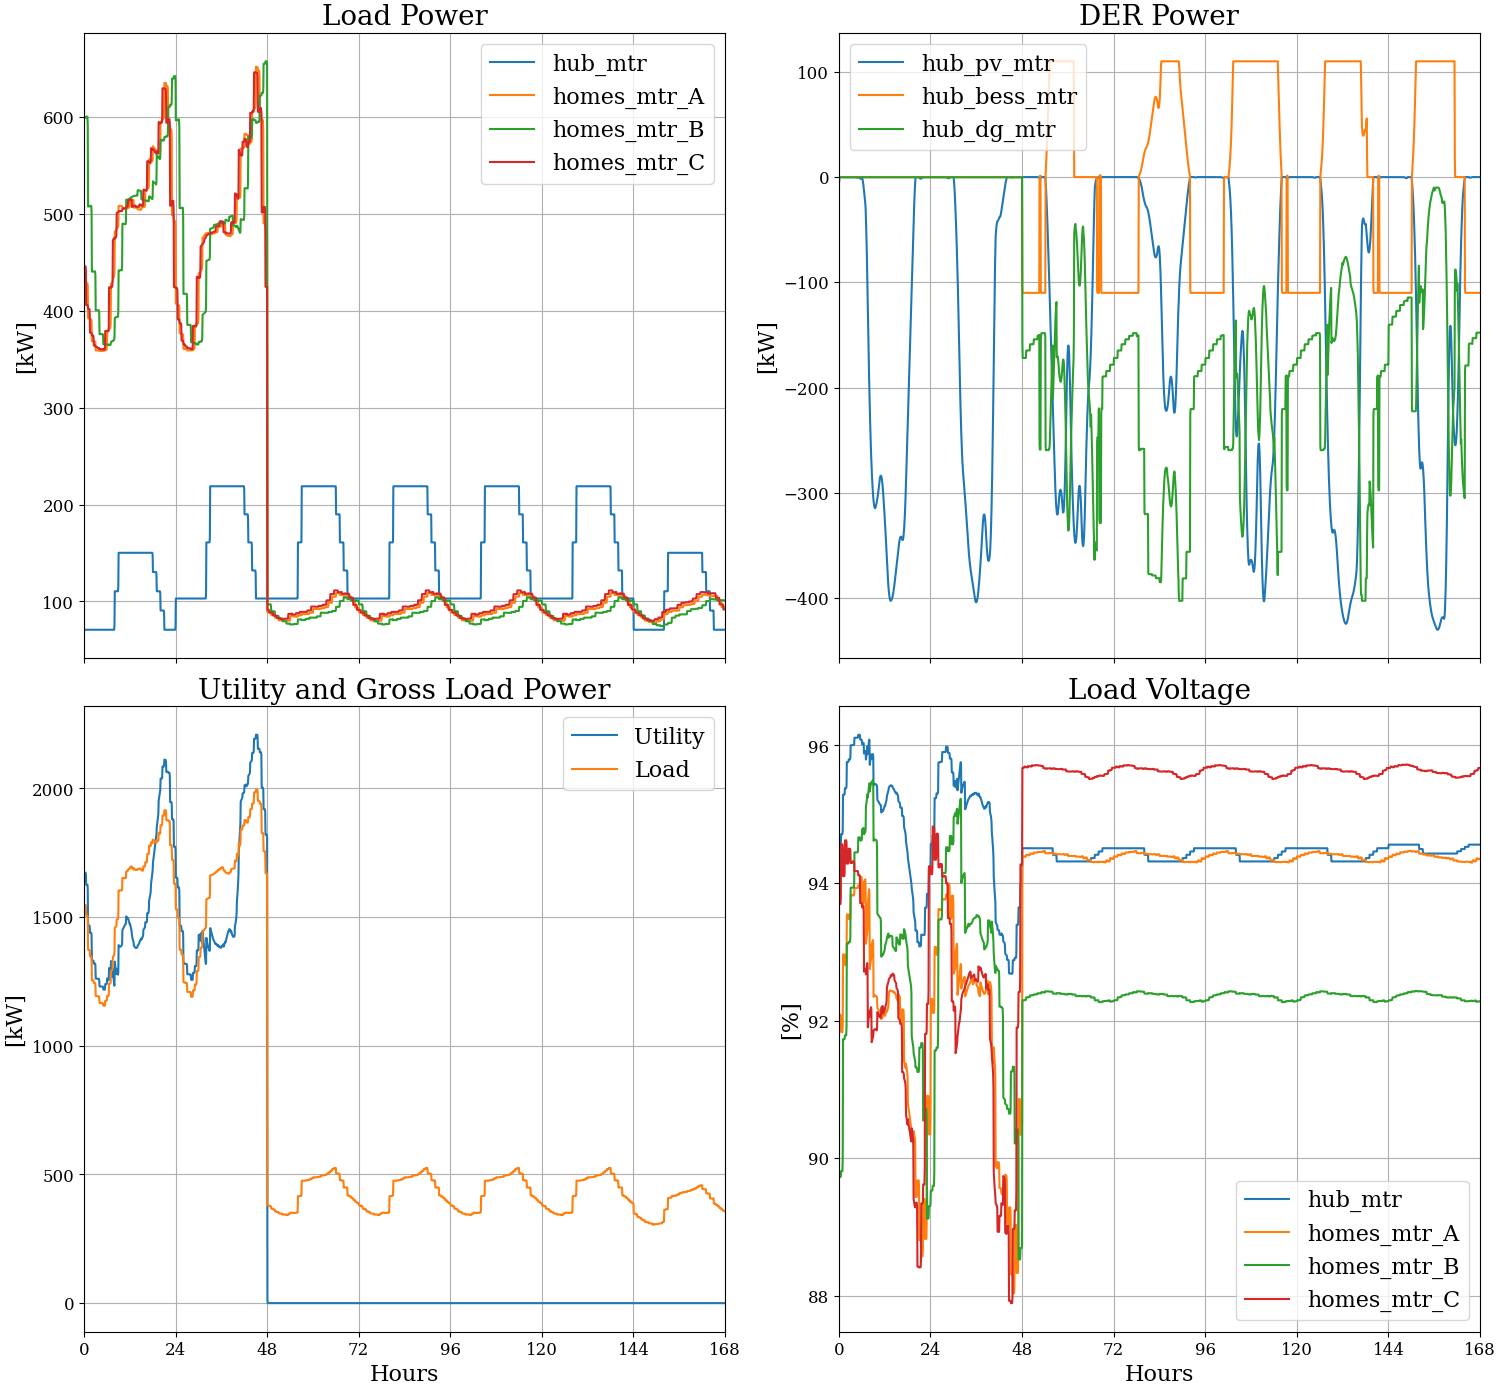 Load Power
hub_mtr
homes_mtr_A
homes_mtr_B
homes_mtr_C
[kW]
600
500
400
300
200
100
DER Power
hub_pv_mtr
hub_bess_mtr
hub_dg_mtr
[kW]
100
0
−100
−200
−300
−400
Utility and Gross Load Power
Utility
Load
[kW]
2000
1500
1000
500
0
0 24 48 72 96 120 144 168
Hours
Load Voltage
[%]
96
94
92
90
88
hub_mtr
homes_mtr_A
homes_mtr_B
homes_mtr_C
0 24 48 72 96 120 144 168
Hours